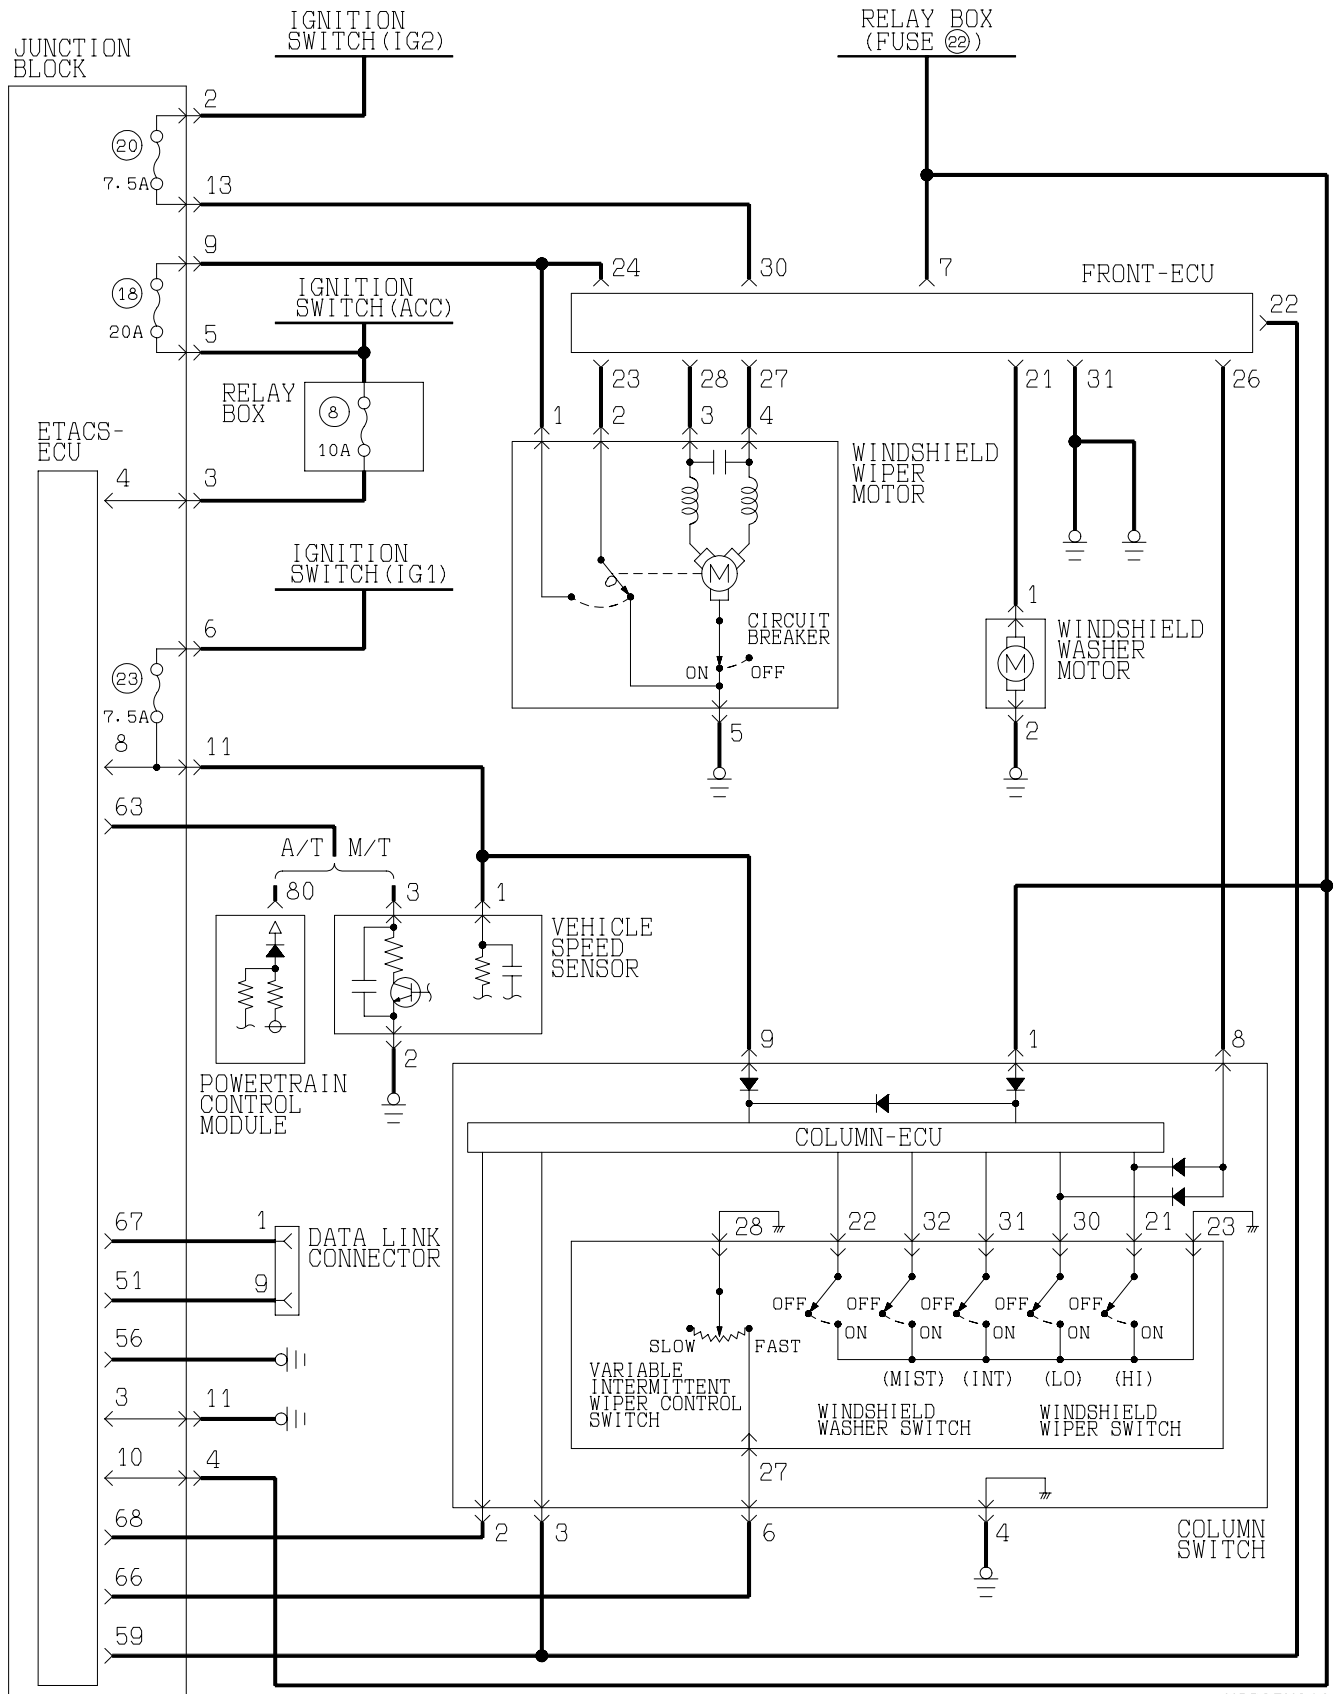 IGNITION
SWITCH(IG2)
RELAY BOX
(FUSE 22)
JUNCTION
BLOCK
2
20
7.5A
13
9
24
30
7
FRONT-ECU
18
20A
IGNITION
SWITCH(ACC)
22
5
23
28
27
21
31
26
RELAY
BOX
8
10A
1
2
3
4
ETACS-
ECU
WINDSHIELD
WIPER
MOTOR
4
3
IGNITION
SWITCH(IG1)
M
1
6
CIRCUIT
BREAKER
ON
OFF
M
WINDSHIELD
WASHER
MOTOR
23
7.5A
8
11
5
2
63
A/T
M/T
80
3
1
VEHICLE
SPEED
SENSOR
2
9
1
8
POWERTRAIN
CONTROL
MODULE
COLUMN-ECU
67
1
DATA LINK
CONNECTOR
28
22
32
31
30
21
23
51
9
OFF
OFF
OFF
OFF
OFF
ON
ON
ON
ON
ON
56
SLOW
FAST
VARIABLE
INTERMITTENT
WIPER CONTROL
SWITCH
(MIST)
(INT)
(LO)
(HI)
3
11
WINDSHIELD
WASHER SWITCH
WINDSHIELD
WIPER SWITCH
10
4
27
68
2
3
6
4
COLUMN
SWITCH
66
59